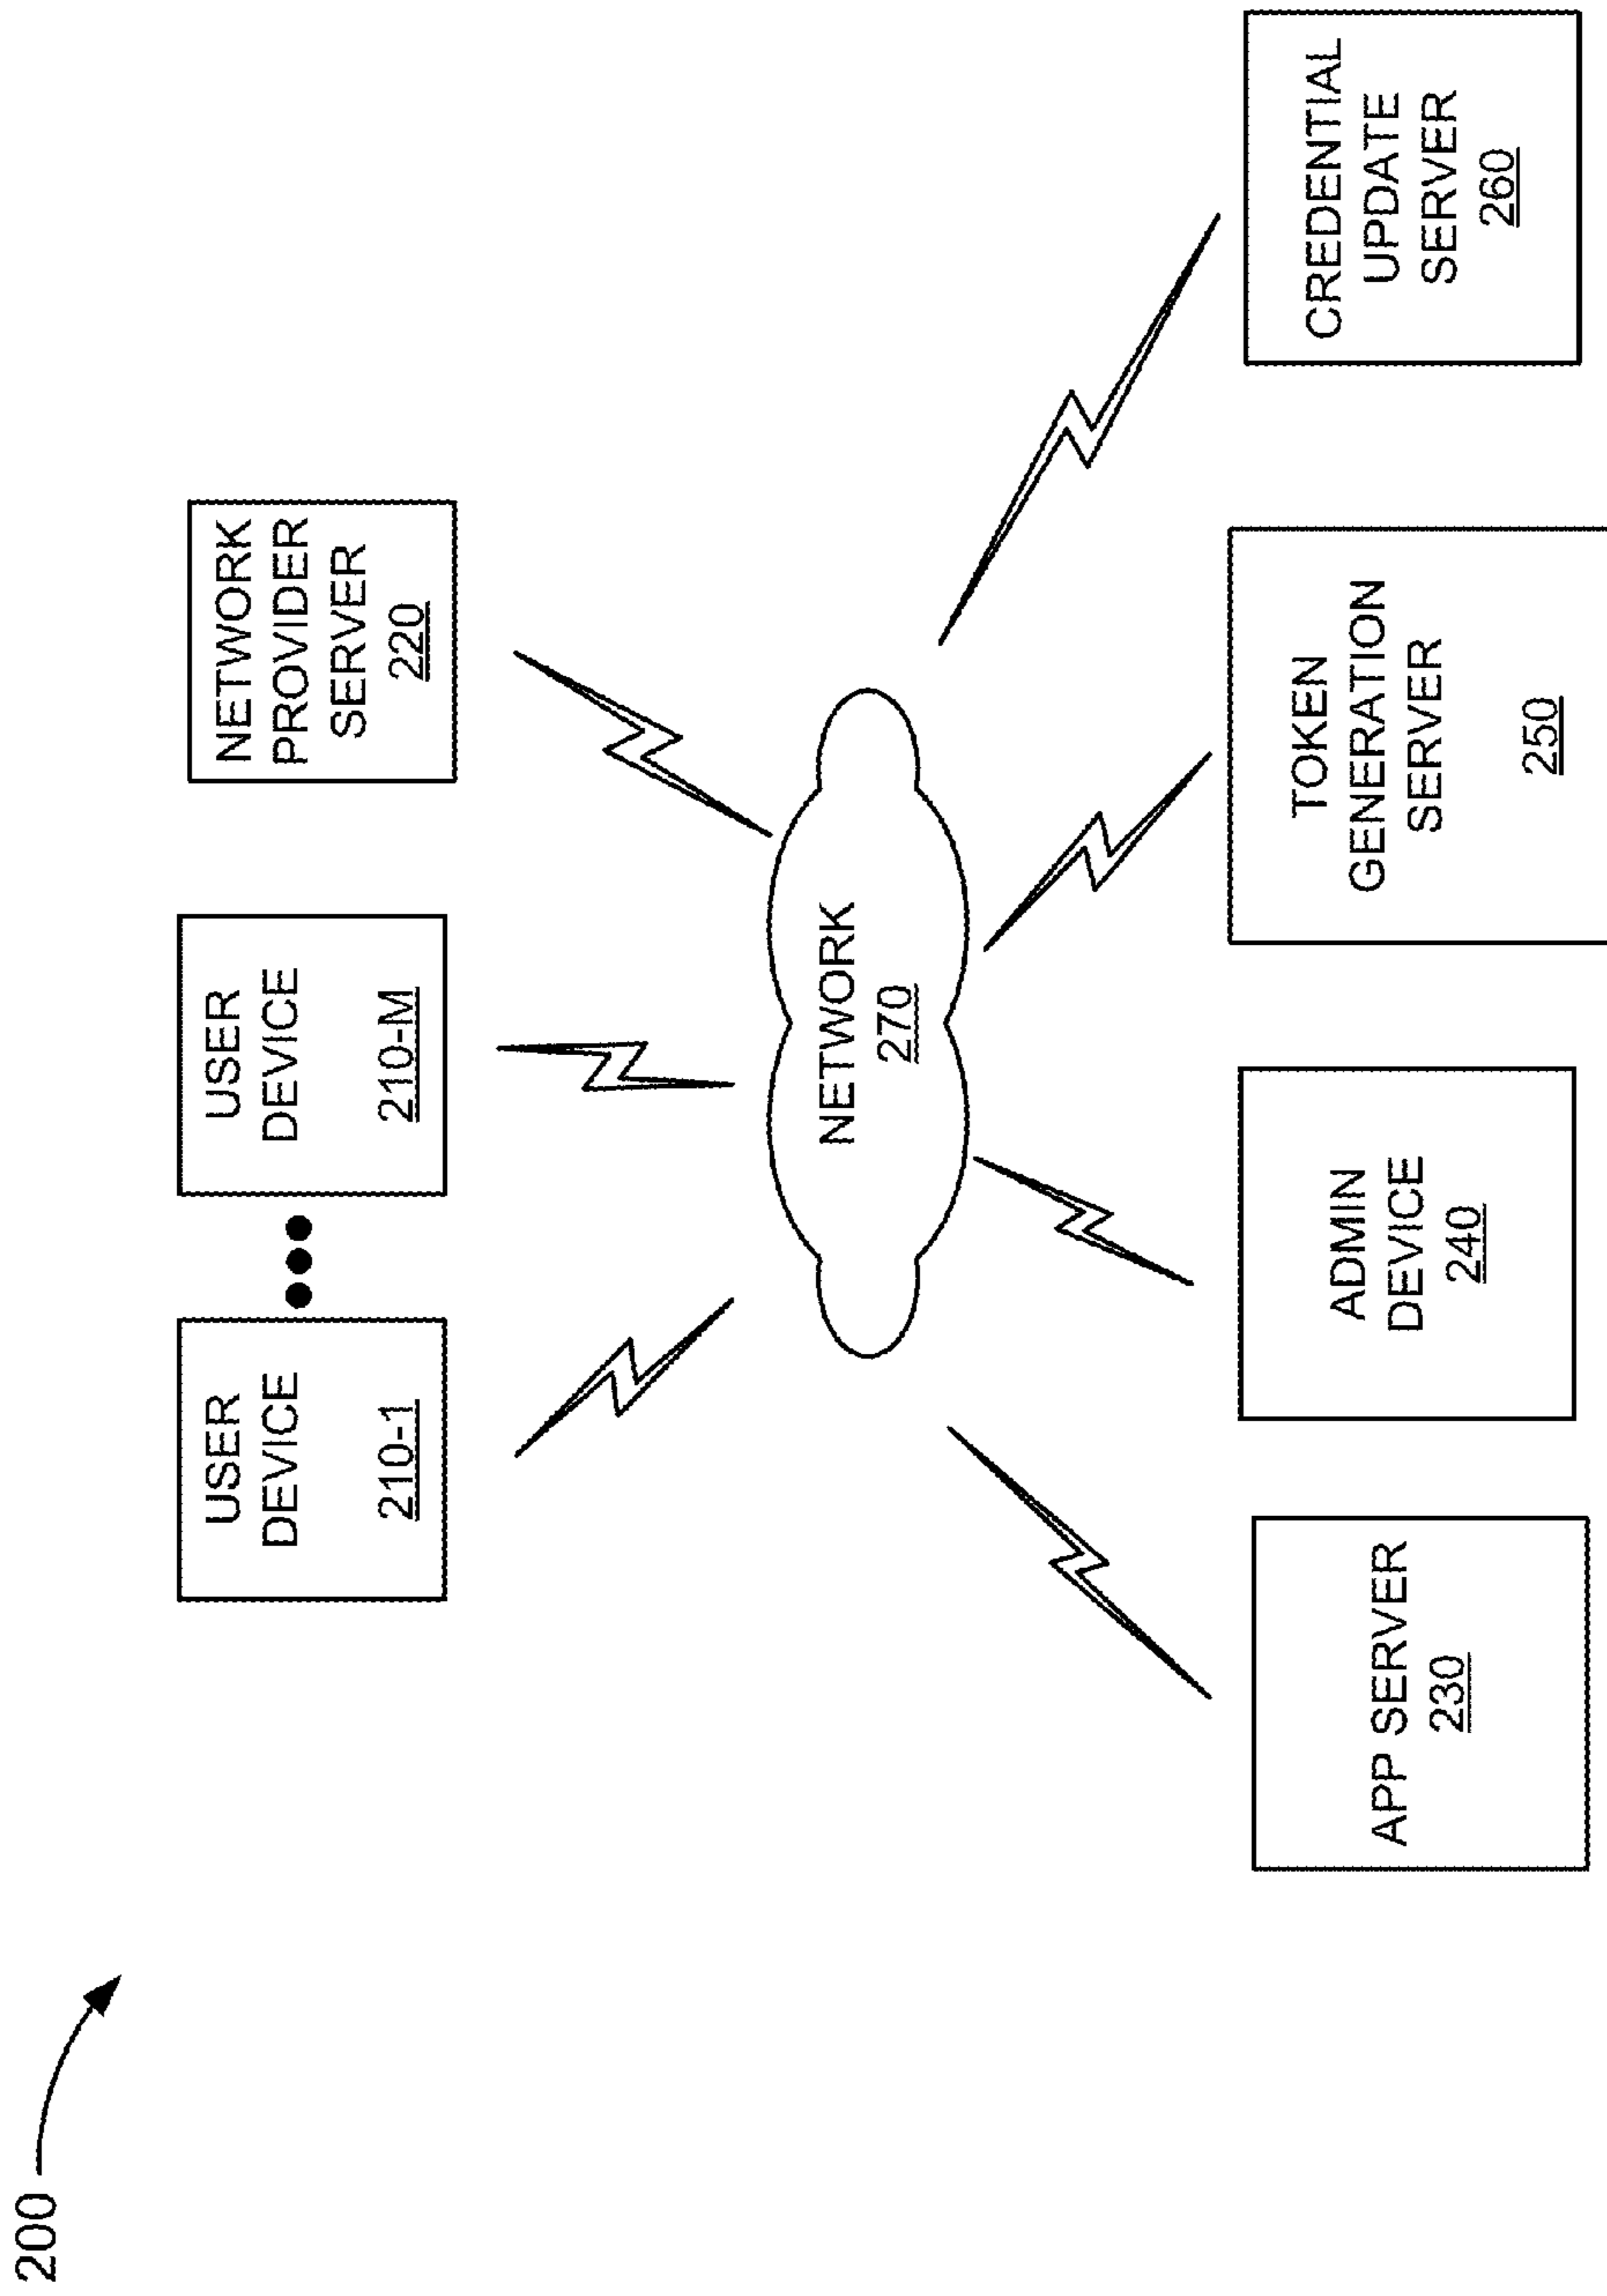 200
USER
DEVICE
210-1
USER
DEVICE
210-M
NETWORK
PROVIDER
SERVER
220
NETWORK
270
APP SERVER
230
ADMIN
DEVICE
240
TOKEN
GENERATION
SERVER
250
CREDENTIAL
UPDATE
SERVER
260